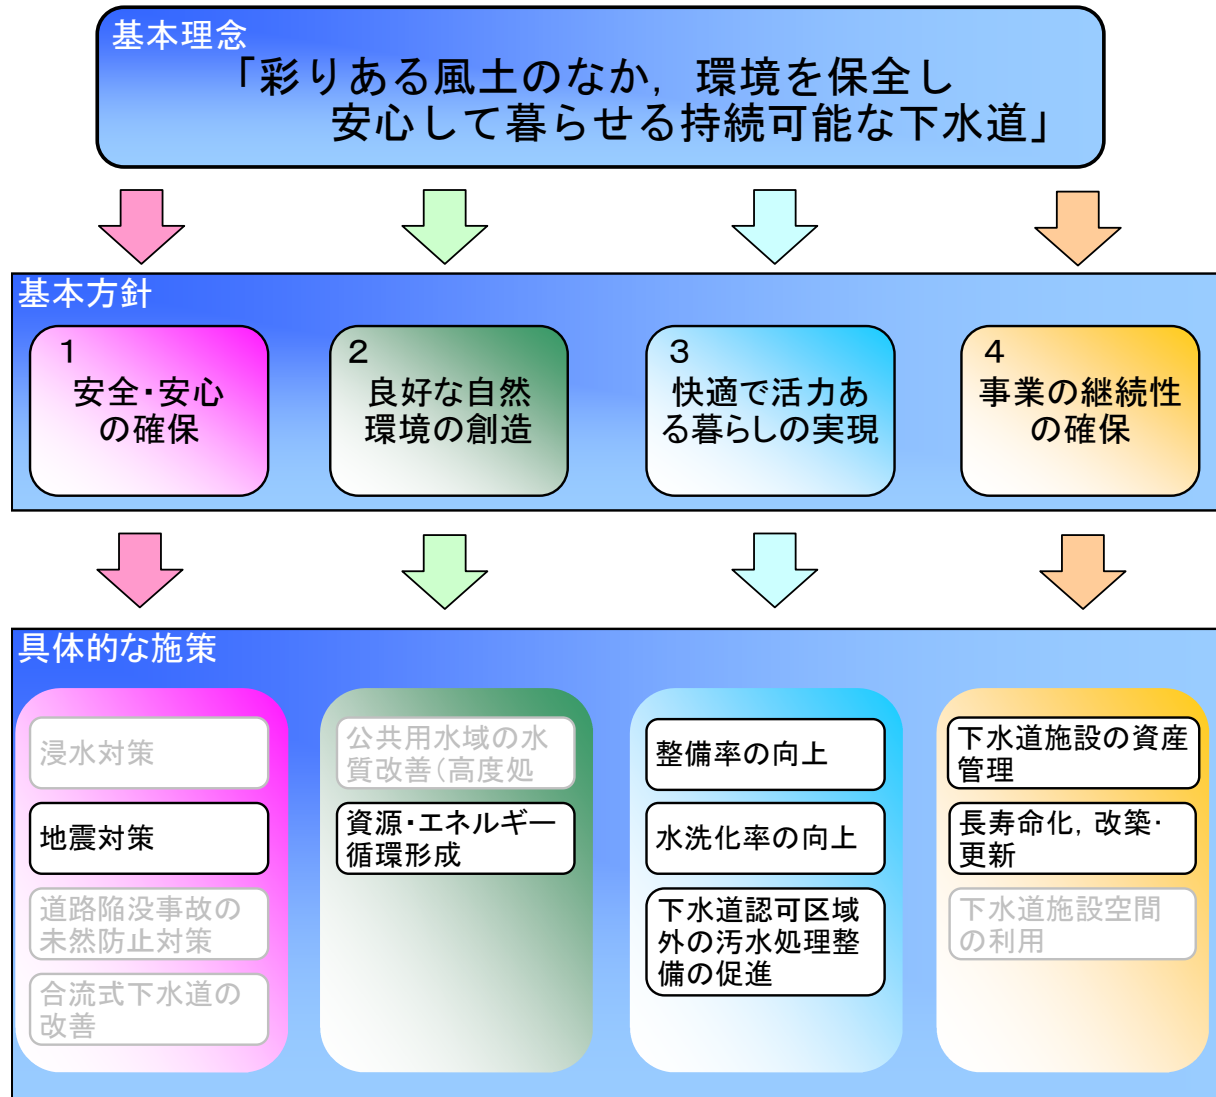 基本理念
「彩りある風土のなか，環境を保全し
安心して暮らせる持続可能な下水道」
基本方針
1
安全・安心
の確保
2
良好な自然
環境の創造
3
快適で活力あ
る暮らしの実現
4
事業の継続性
の確保
具体的な施策
浸水対策
地震対策
道路陥没事故の
未然防止対策
合流式下水道の
改善
公共用水域の水
質改善（高度処
資源・エネルギー
循環形成
整備率の向上
水洗化率の向上
下水道認可区域
外の汚水処理整
備の促進
下水道施設の資産
管理
長寿命化，改築・
更新
下水道施設空間
の利用